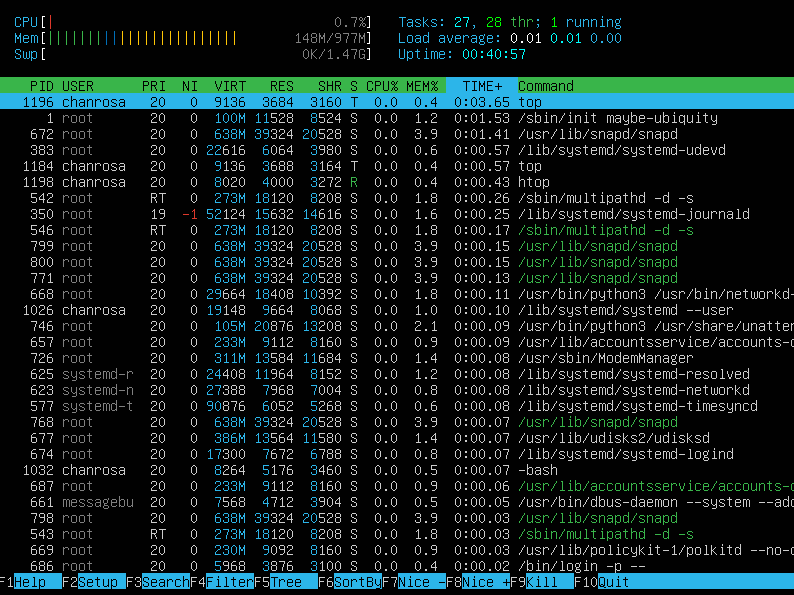 CPU[| 0.7%] Tasks: 27, 28 thr; 1 running
Mem[|||||||||||||||||||||||| 148M/977M] Load average: 0.01 0.01 0.00
Swp[ 0K/1.47G] Uptime: 00:40:57
PID USER PRI NI VIRT RES SHR S CPU% MEM% TIME+ Command
1196 chanrosa 20 0 9136 3684 3160 T 0.0 0.4 0:03.65 top
1 root 20 0 100M 11528 8524 S 0.0 1.2 0:01.53 /sbin/init maybe-ubiquity
672 root 20 0 638M 39324 20528 S 0.0 3.9 0:01.41 /usr/lib/snapd/snapd
383 root 20 0 22616 6064 3980 S 0.0 0.6 0:00.57 /lib/systemd/systemd-udevd
1184 chanrosa 20 0 9136 3688 3164 T 0.0 0.4 0:00.57 top
1198 chanrosa 20 0 8020 4000 3272 R 0.0 0.4 0:00.43 htop
542 root RT 0 273M 18120 8208 S 0.0 1.8 0:00.26 /sbin/multipathd -d -s
350 root 19 -1 52124 15632 14616 S 0.0 1.6 0:00.25 /lib/systemd/systemd-journald
546 root RT 0 273M 18120 8208 S 0.0 1.8 0:00.17 /sbin/multipathd -d -s
799 root 20 0 638M 39324 20528 S 0.0 3.9 0:00.15 /usr/lib/snapd/snapd
800 root 20 0 638M 39324 20528 S 0.0 3.9 0:00.15 /usr/lib/snapd/snapd
771 root 20 0 638M 39324 20528 S 0.0 3.9 0:00.13 /usr/lib/snapd/snapd
668 root 20 0 29664 18408 10392 S 0.0 1.8 0:00.11 /usr/bin/python3 /usr/bin/networkd-
1026 chanrosa 20 0 19148 9664 8068 S 0.0 1.0 0:00.10 /lib/systemd/systemd --user
746 root 20 0 105M 20876 13208 S 0.0 2.1 0:00.09 /usr/bin/python3 /usr/share/unatten
657 root 20 0 233M 9112 8160 S 0.0 0.9 0:00.09 /usr/lib/accountsservice/accounts-d
726 root 20 0 311M 13584 11684 S 0.0 1.4 0:00.08 /usr/sbin/ModemManager
625 systemd-r 20 0 24408 11964 8152 S 0.0 1.2 0:00.08 /lib/systemd/systemd-resolved
623 systemd-n 20 0 27388 7968 7004 S 0.0 0.8 0:00.08 /lib/systemd/systemd-networkd
577 systemd-t 20 0 90876 6052 5268 S 0.0 0.6 0:00.08 /lib/systemd/systemd-timesyncd
768 root 20 0 638M 39324 20528 S 0.0 3.9 0:00.07 /usr/lib/snapd/snapd
677 root 20 0 386M 13564 11580 S 0.0 1.4 0:00.07 /usr/lib/udisks2/udisksd
674 root 20 0 17300 7672 6788 S 0.0 0.8 0:00.07 /lib/systemd/systemd-logind
1032 chanrosa 20 0 8264 5176 3460 S 0.0 0.5 0:00.07 -bash
687 root 20 0 233M 9112 8160 S 0.0 0.9 0:00.06 /usr/lib/accountsservice/accounts-d
661 messagebu 20 0 7568 4712 3904 S 0.0 0.5 0:00.05 /usr/bin/dbus-daemon --system --add
798 root 20 0 638M 39324 20528 S 0.0 3.9 0:00.03 /usr/lib/snapd/snapd
543 root RT 0 273M 18120 8208 S 0.0 1.8 0:00.03 /sbin/multipathd -d -s
669 root 20 0 230M 9092 8160 S 0.0 0.9 0:00.03 /usr/lib/policykit-1/polkitd --no-d
686 root 20 0 5968 3876 3100 S 0.0 0.4 0:00.02 /bin/login -p --
F1Help F2Setup F3SearchF4FilterF5Tree F6SortByF7Nice -F8Nice +F9Kill F10Quit